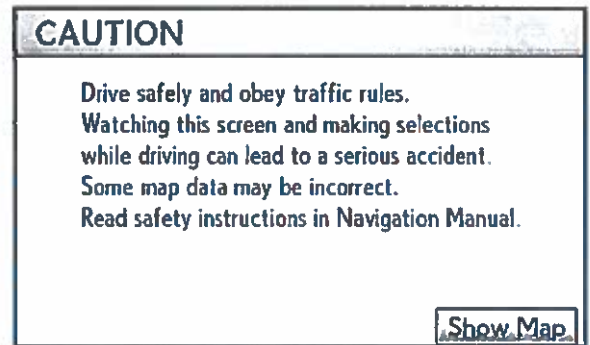 CAUTION
Drive safely and obey traffic rules.
Watching this screen and making selections
while driving can lead to a serious accident.
Some map data may be incorrect.
Read safety instructions in Navigation Manual.
Show Map